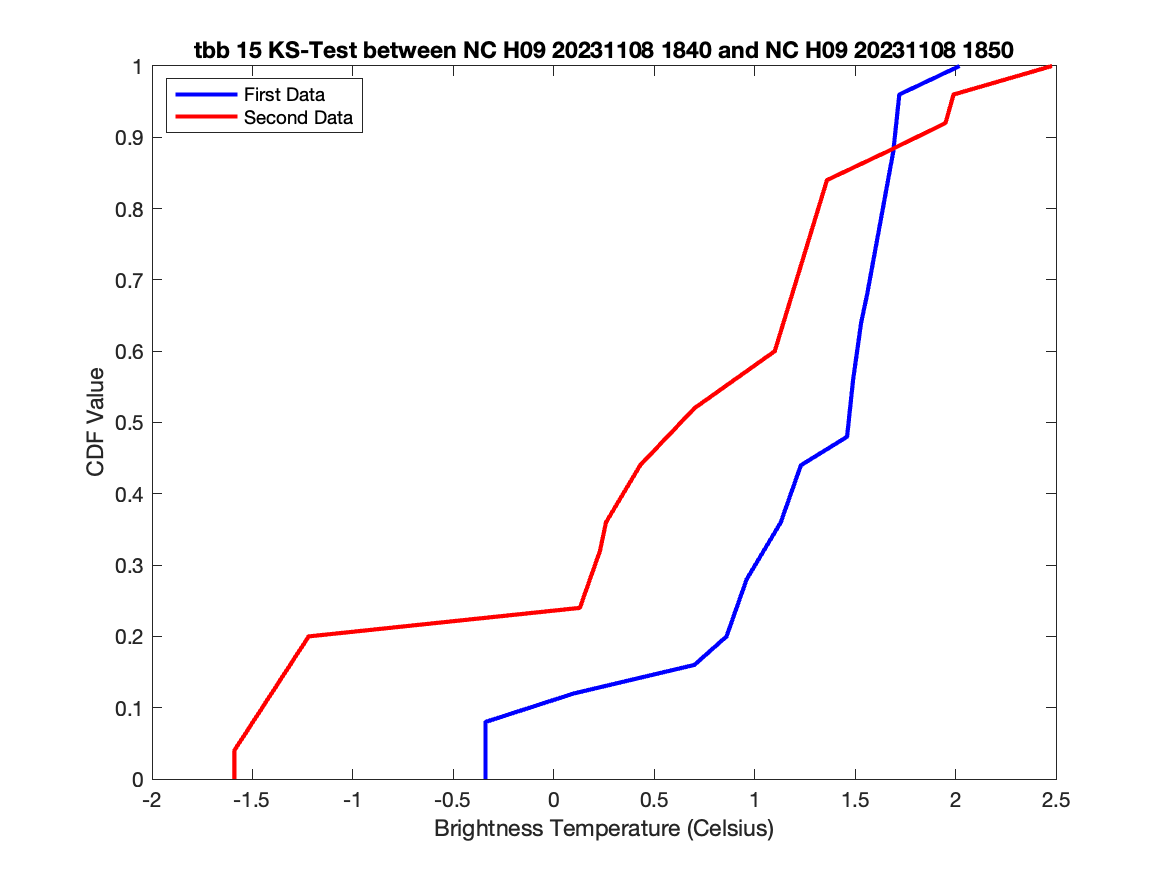 tbb 15 KS-Test between NC H09 20231108 1840 and NC H09 20231108 1850
First Data
Second Data
1
0.9
0.8
0.7
0.6
0.5
0.4
0.3
0.2
0.1
0
CDF Value
-2 -1.5 -1 -0.5 0 0.5 1 1.5 2 2.5
Brightness Temperature (Celsius)